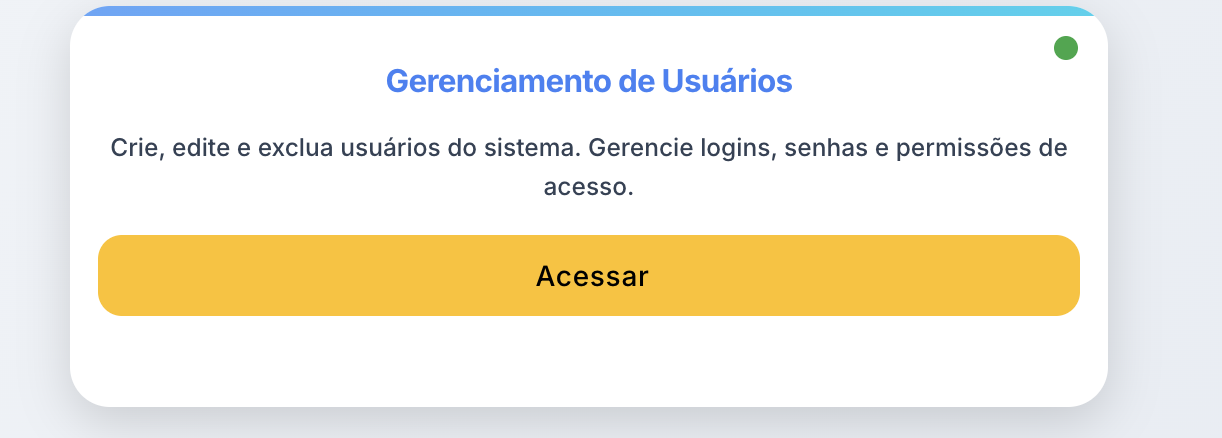 Gerenciamento de Usuários
Crie, edite e exclua usuários do sistema. Gerencie logins, senhas e permissões de
acesso.
Acessar